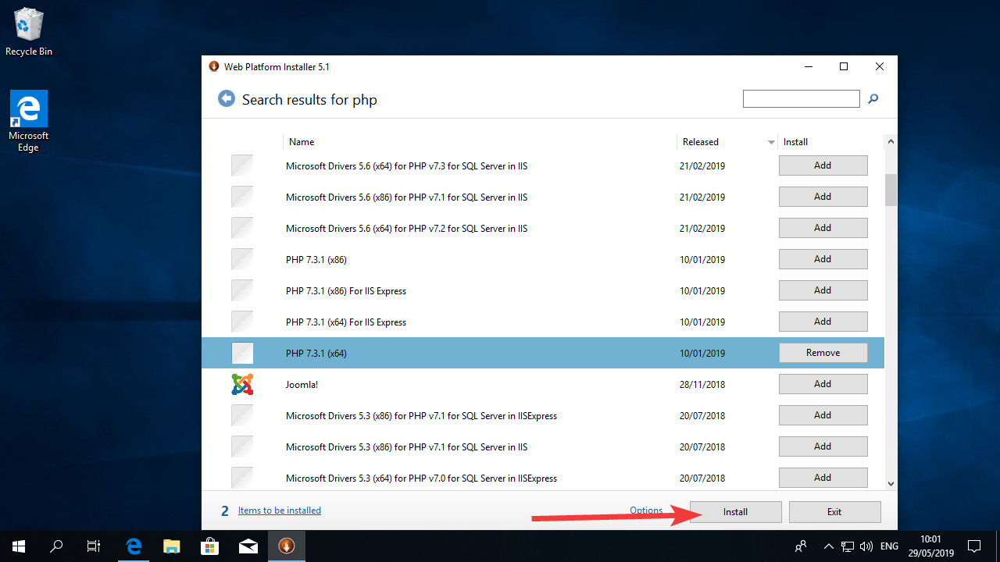 Recycle Bin
Microsoft
Edge
Web Platform Installer 5.1
Search results for php
Name Released Install
Microsoft Drivers 5.6 (x64) for PHP v7.3 for SQL Server in IIS 21/02/2019 Add
Microsoft Drivers 5.6 (x86) for PHP v7.1 for SQL Server in IIS 21/02/2019 Add
Microsoft Drivers 5.6 (x64) for PHP v7.2 for SQL Server in IIS 21/02/2019 Add
PHP 7.3.1 (x86) 10/01/2019 Add
PHP 7.3.1 (x86) For IIS Express 10/01/2019 Add
PHP 7.3.1 (x64) For IIS Express 10/01/2019 Add
PHP 7.3.1 (x64) 10/01/2019 Remove
Joomla! 28/11/2018 Add
Microsoft Drivers 5.3 (x86) for PHP v7.1 for SQL Server in IISExpress 20/07/2018 Add
Microsoft Drivers 5.3 (x86) for PHP v7.1 for SQL Server in IIS 20/07/2018 Add
Microsoft Drivers 5.3 (x64) for PHP v7.0 for SQL Server in IISExpress 20/07/2018 Add
2 Items to be installed Options Install Exit
ENG
10:01
29/05/2019